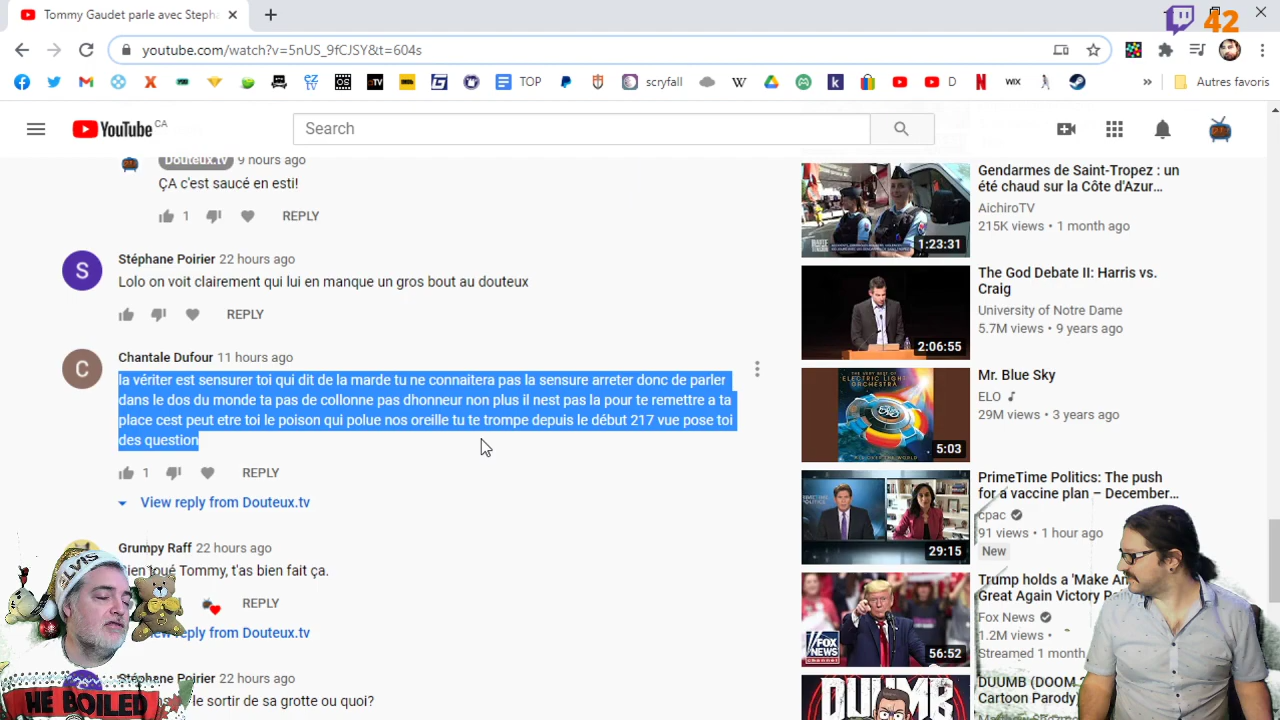 Tommy Gaudet parle avec Stepha
42
youtube.com/watch?v=5nUS_9fCJSY&t=604s
TOP
scryfall
D
WIX
Autres favoris
YouTube CA
Search
Douteux.tv 9 hours ago
ÇA c'est saucé en esti!
1 REPLY
Stéphane Poirier 22 hours ago
Lolo on voit clairement qui lui en manque un gros bout au douteux
REPLY
Chantale Dufour 11 hours ago
la vériter est sensurer toi qui dit de la marde tu ne connaitera pas la sensure arreter donc de parler
dans le dos du monde ta pas de collonne pas dhonneur non plus il nest pas la pour te remettre a ta
place cest peut etre toi le poison qui polue nos oreille tu te trompe depuis le début 217 vue pose toi
des question
1 REPLY
View reply from Douteux.tv
Grumpy Raff 22 hours ago
ien joué Tommy, t'as bien fait ça.
REPLY
reply from Douteux.tv
Poirier 22 hours ago
le sortir de sa grotte ou quoi?
HE BOILED
Gendarmes de Saint-Tropez : un
été chaud sur la Côte d'Azur...
AichiroTV
215K views • 1 month ago
1:23:31
The God Debate II: Harris vs.
Craig
University of Notre Dame
5.7M views • 9 years ago
2:06:55
Mr. Blue Sky
ELO
29M views • 3 years ago
5:03
PrimeTime Politics: The push
for a vaccine plan – December...
cpac
91 views • 1 hour ago
New
29:15
Trump holds a 'Make An
Great Again Victory Ral
Fox News
1.2M views •
Streamed 1 month
FOX NEWS channel
56:52
DUUMB (DOOM
Cartoon Parody
DUUMB